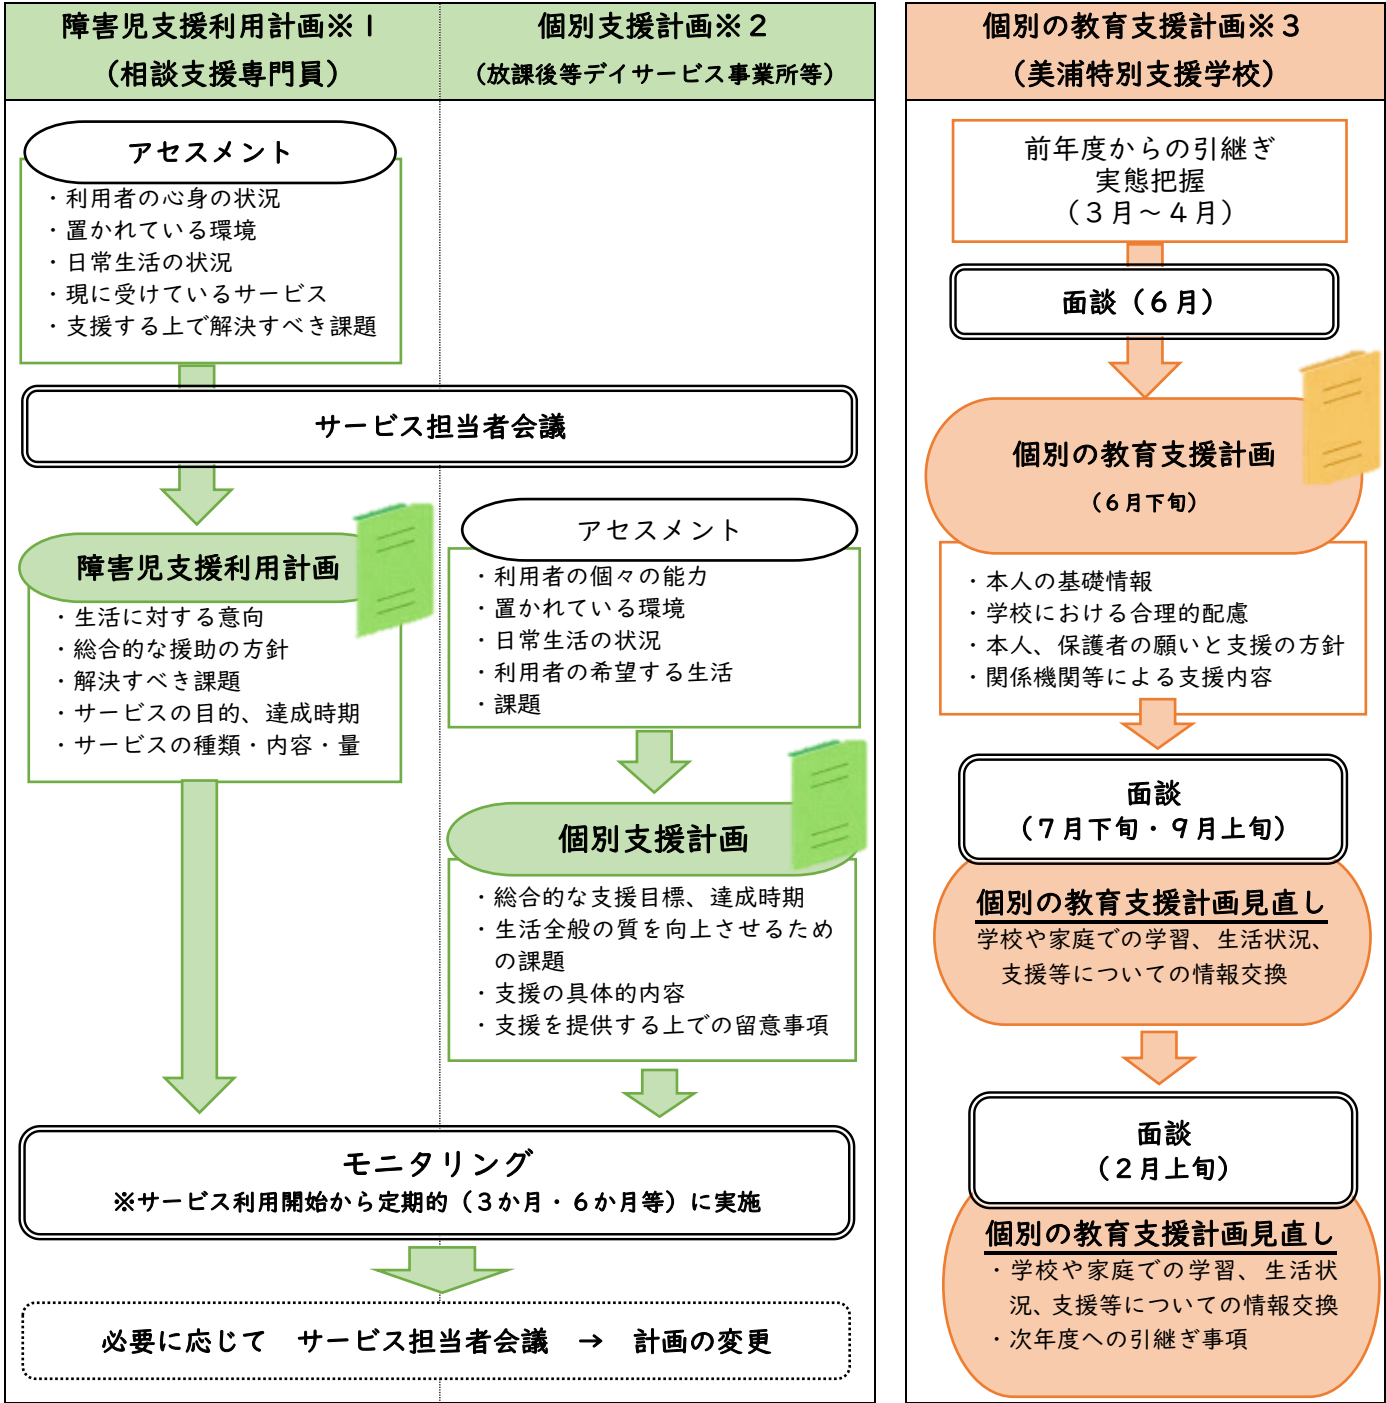 障害児支援利用計画※１
（相談支援専門員）
個別支援計画※２
（放課後等デイサービス事業所等）
アセスメント
・利用者の心身の状況
・置かれている環境
・日常生活の状況
・現に受けているサービス
・支援する上で解決すべき課題
サービス担当者会議
障害児支援利用計画
・生活に対する意向
・総合的な援助の方針
・解決すべき課題
・サービスの目的、達成時期
・サービスの種類・内容・量
アセスメント
・利用者の個々の能力
・置かれている環境
・日常生活の状況
・利用者の希望する生活
・課題
個別支援計画
・総合的な支援目標、達成時期
・生活全般の質を向上させるため
の課題
・支援の具体的内容
・支援を提供する上での留意事項
モニタリング
※サービス利用開始から定期的（３か月・６か月等）に実施
必要に応じて　サービス担当者会議　→　計画の変更
個別の教育支援計画※３
（美浦特別支援学校）
前年度からの引継ぎ
実態把握
（３月～４月）
面談（６月）
個別の教育支援計画
（６月下旬）
・本人の基礎情報
・学校における合理的配慮
・本人、保護者の願いと支援の方針
・関係機関等による支援内容
面談
（７月下旬・９月上旬）
個別の教育支援計画見直し
学校や家庭での学習、生活状況、
支援等についての情報交換
面談
（２月上旬）
個別の教育支援計画見直し
・学校や家庭での学習、生活状
況、支援等についての情報交換
・次年度への引継ぎ事項